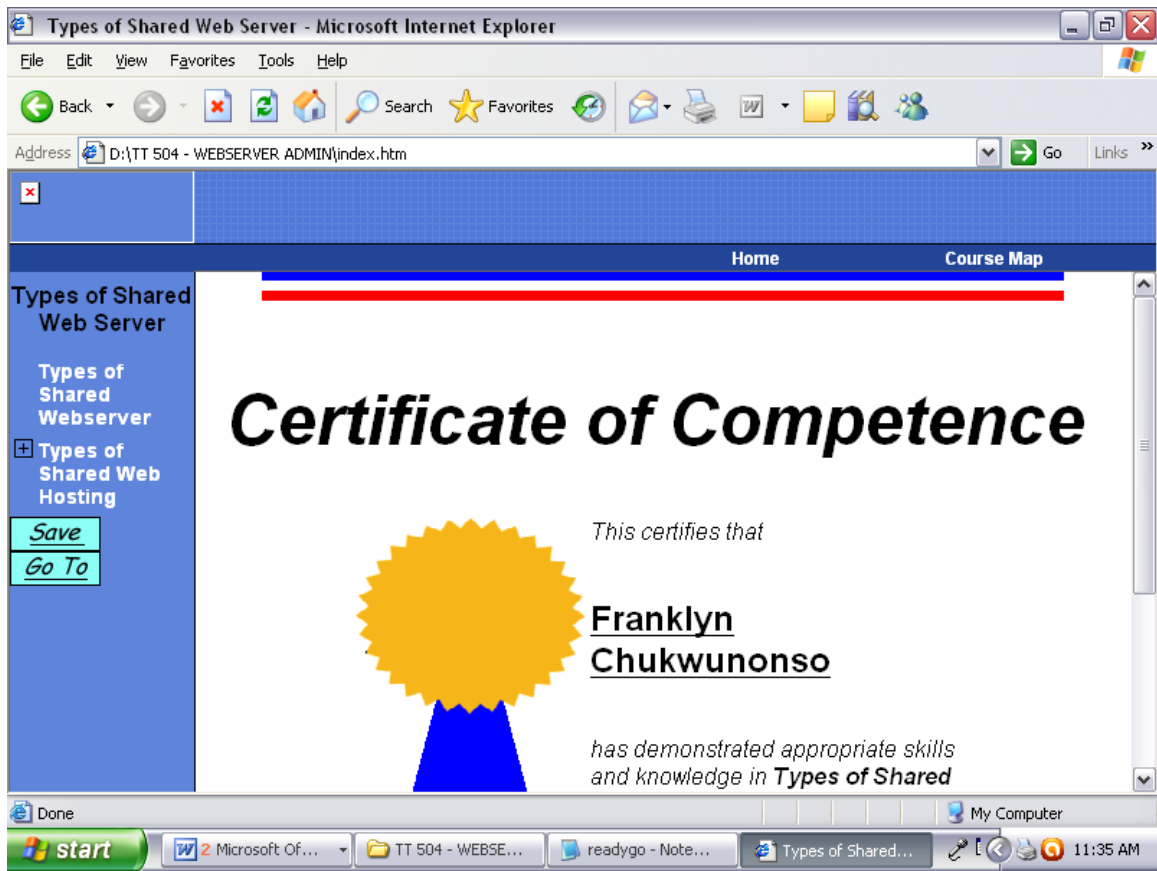 Types of Shared Web Server - Microsoft Internet Explorer
File Edit View Favorites Tools Help
Back Search Favorites
Address D:\TT 504 - WEBSERVER ADMIN\index.htm Go Links »
Home Course Map
Types of Shared
Web Server
Types of
Shared
Webserver
Types of
Shared Web
Hosting
Save
Go To
Certificate of Competence
This certifies that
Franklyn
Chukwunonso
has demonstrated appropriate skills
and knowledge in Types of Shared
Done My Computer
start 2 Microsoft Of... TT 504 - WEBSE... readygo - Note... Types of Shared... 11:35 AM